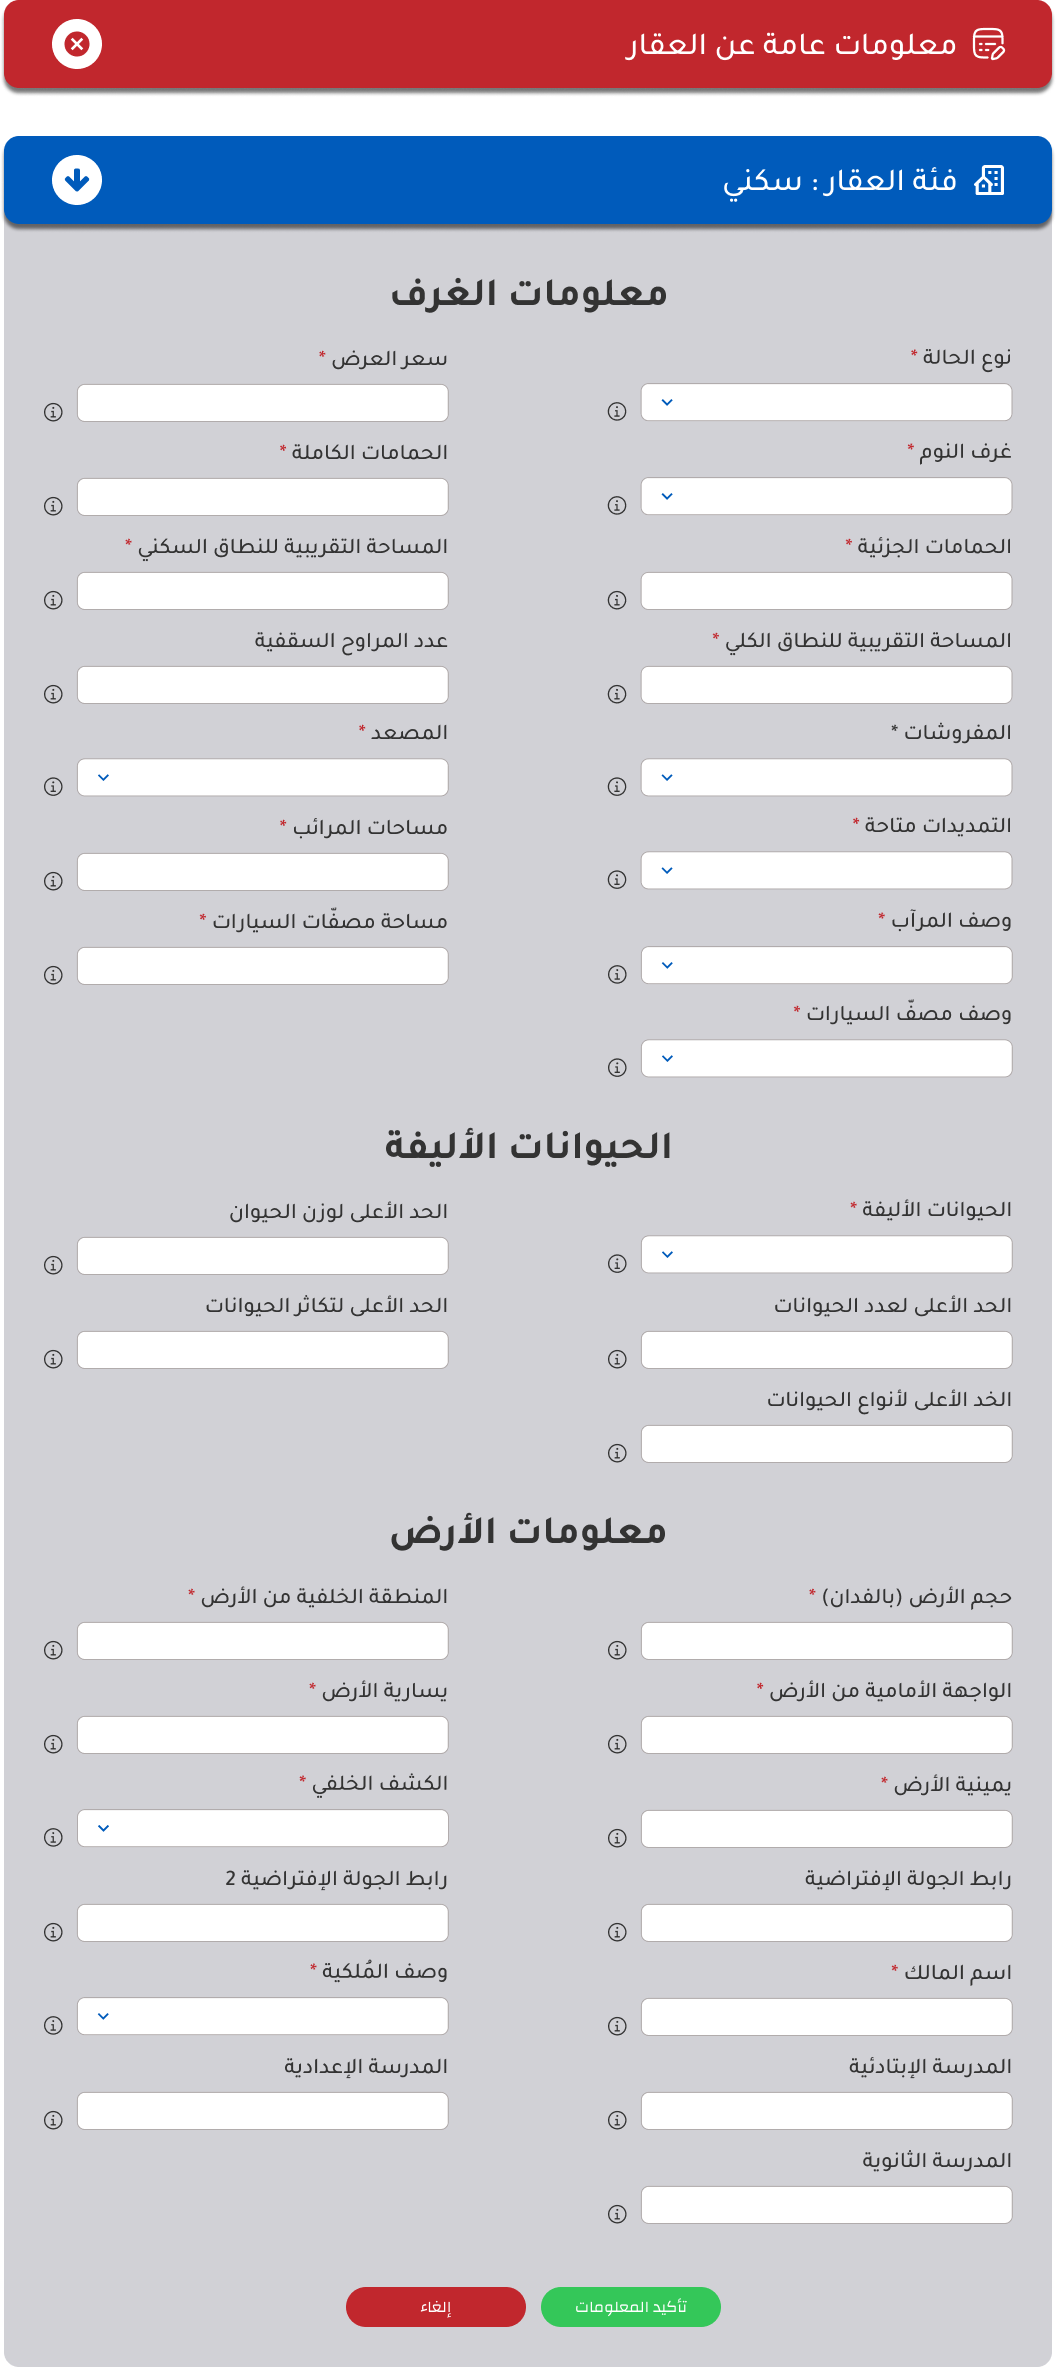 معلومات عامة عن العقار
فئة العقار : سكني
معلومات الغرف
نوع الحالة *
سعر العرض *
غرف النوم *
الحمامات الكاملة *
الحمامات الجزئية *
المساحة التقريبية للنطاق السكني *
المساحة التقريبية للنطاق الكلي *
عدد المراوح السقفية
المفروشات *
المصعد *
التمديدات متاحة *
مساحات المرائب *
وصف المرآب *
مساحة مصفّات السيارات *
وصف مصفّ السيارات *
الحيوانات الأليفة
الحيوانات الأليفة *
الحد الأعلى لوزن الحيوان
الحد الأعلى لعدد الحيوانات
الحد الأعلى لتكاثر الحيوانات
الخد الأعلى لأنواع الحيوانات
معلومات الأرض
حجم الأرض (بالفدان) *
المنطقة الخلفية من الأرض *
الواجهة الأمامية من الأرض *
يسارية الأرض *
يمينية الأرض *
الكشف الخلفي *
رابط الجولة الإفتراضية
رابط الجولة الإفتراضية 2
اسم المالك *
وصف المُلكية *
المدرسة الإبتادئية
المدرسة الإعدادية
المدرسة الثانوية
تأكيد المعلومات
إلغاء